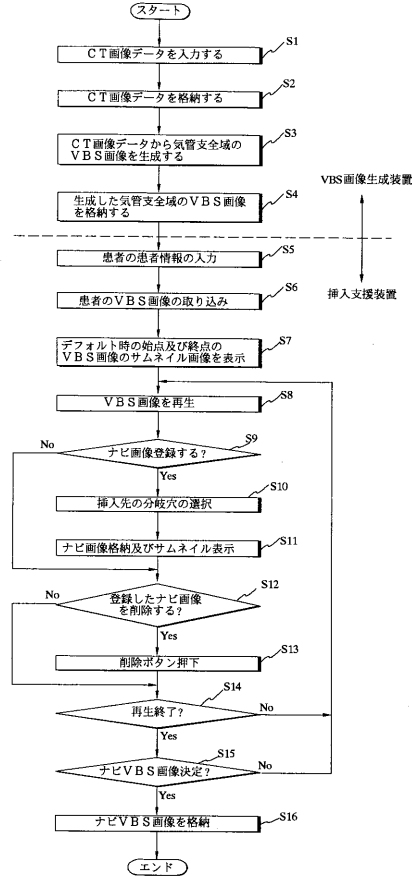 スタート
S1
CT画像データを入力する
S2
CT画像データを格納する
S3
CT画像データから気管支全域の
VBS画像を生成する
S4
生成した気管支全域のVBS画像
を格納する
VBS画像生成装置
挿入支援装置
S5
患者の患者情報の入力
S6
患者のVBS画像の取り込み
S7
デフォルト時の始点及び終点の
VBS画像のサムネイル画像を表示
S8
VBS画像を再生
S9
No
ナビ画像登録する?
Yes
S10
挿入先の分岐穴の選択
S11
ナビ画像格納及びサムネイル表示
S12
No
登録したナビ画像
を削除する?
Yes
S13
削除ボタン押下
S14
再生終了?
No
Yes
S15
ナビVBS画像決定?
No
Yes
S16
ナビVBS画像を格納
エンド